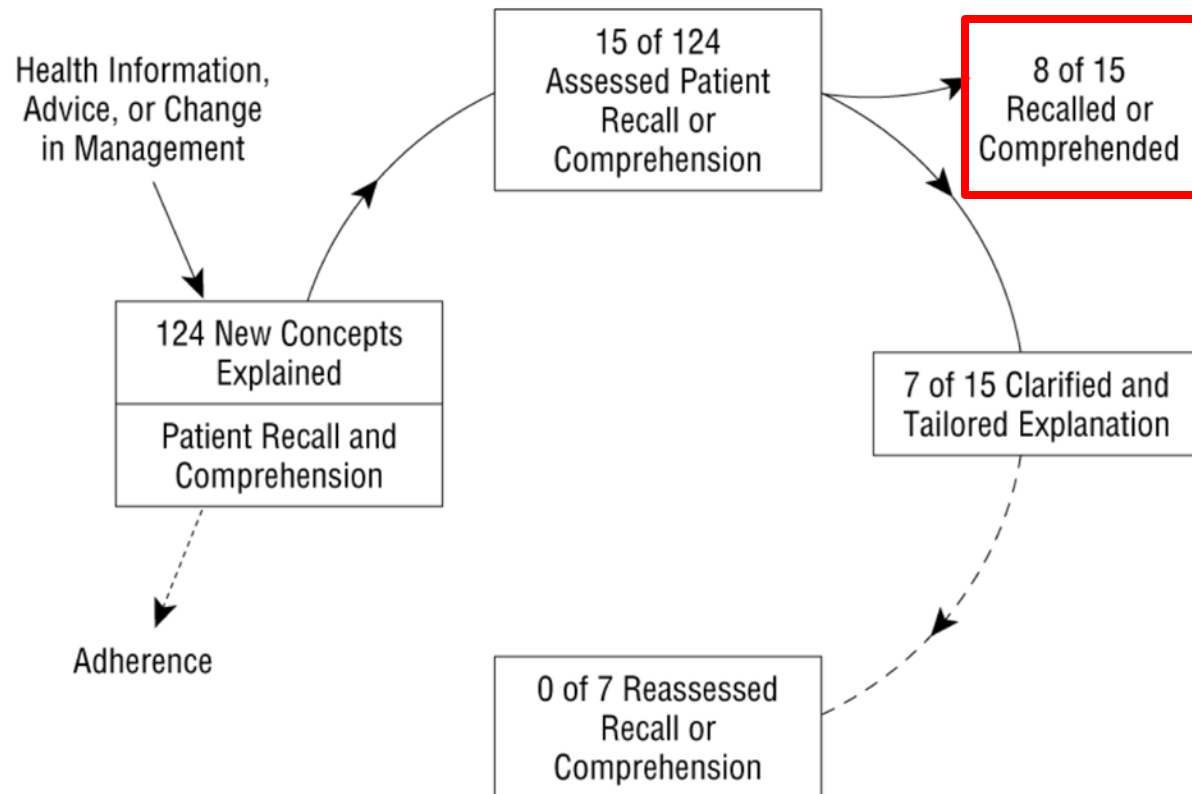 Health Information,
Advice, or Change
in Management
124 New Concepts
Explained
Patient Recall and
Comprehension
Adherence
15 of 124
Assessed Patient
Recall or
Comprehension
8 of 15
Recalled or
Comprehended
7 of 15 Clarified and
Tailored Explanation
0 of 7 Reassessed
Recall or
Comprehension